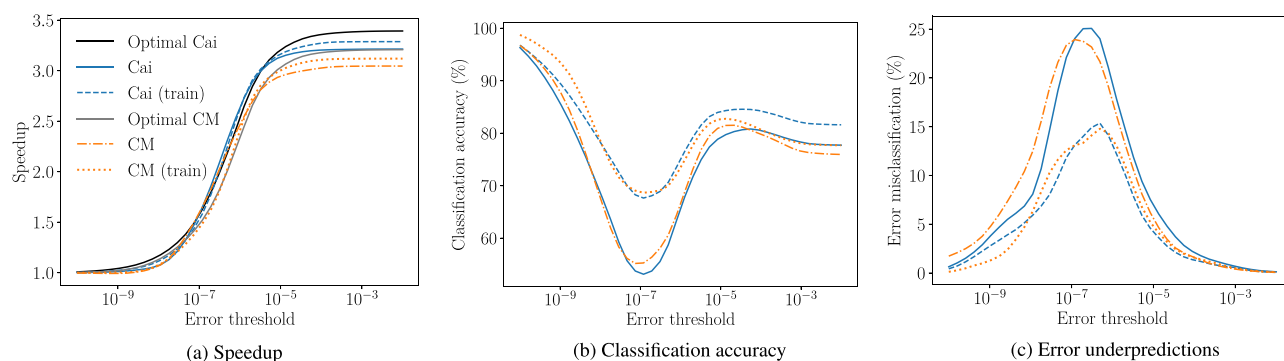 Speedup
3.5
3.0
2.5
2.0
1.5
1.0
Optimal Cai
Cai
Cai (train)
Optimal CM
CM
CM (train)
10⁻⁹ 10⁻⁷ 10⁻⁵ 10⁻³
Error threshold
(a) Speedup
Classification accuracy (%)
100
90
80
70
60
10⁻⁹ 10⁻⁷ 10⁻⁵ 10⁻³
Error threshold
(b) Classification accuracy
Error misclassification (%)
25
20
15
10
5
0
10⁻⁹ 10⁻⁷ 10⁻⁵ 10⁻³
Error threshold
(c) Error underpredictions